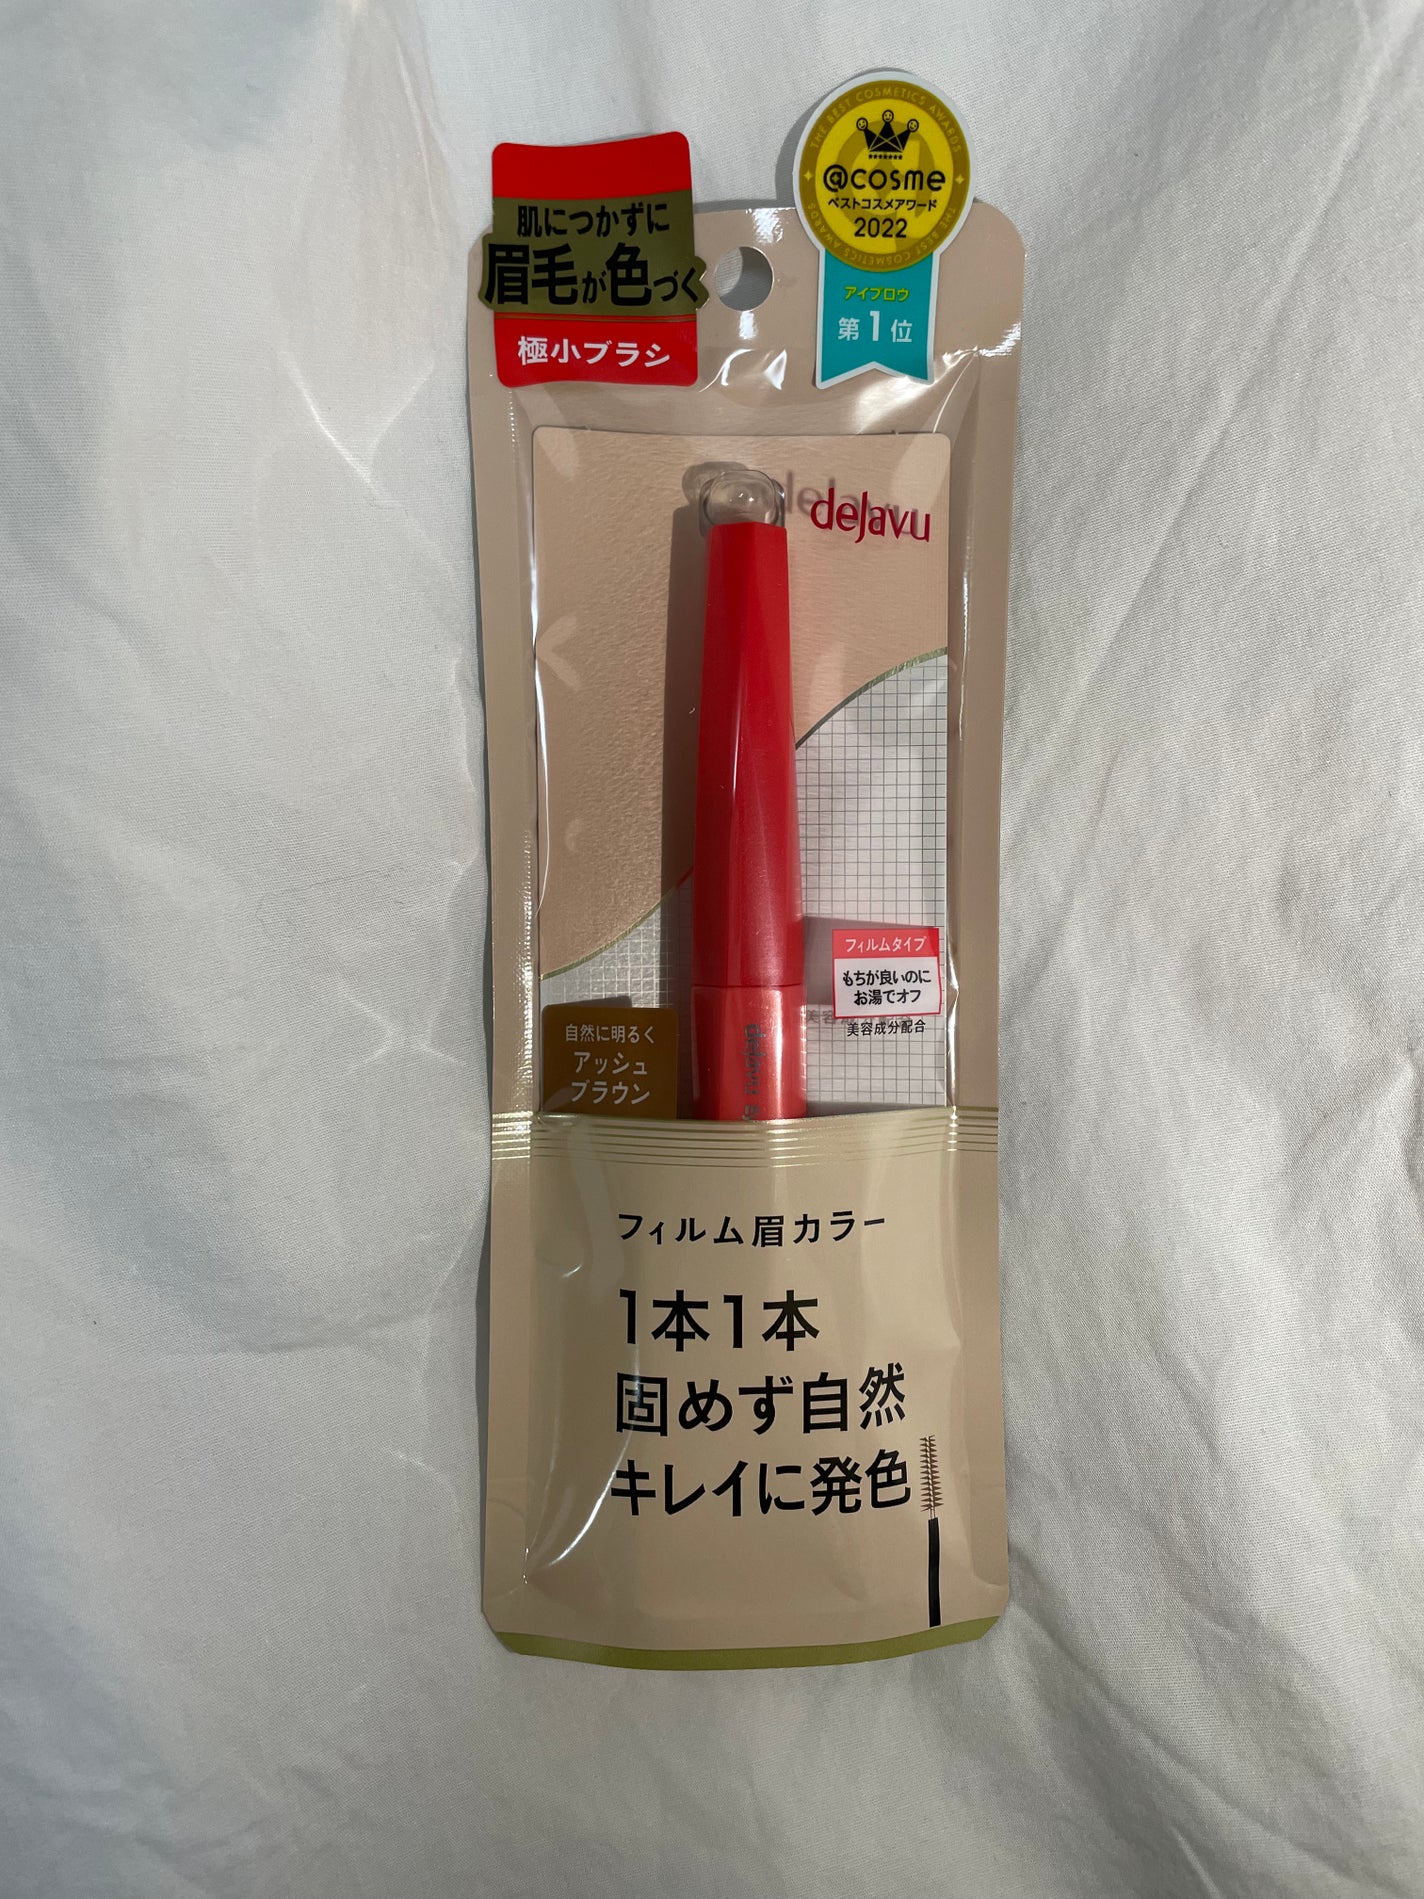 THE BEST COSMETICS AWARDS
@cosme
ベストコスメアワード
2022
THE BEST COSMETICS AWARDS
アイブロウ
第1位
肌につかずに
眉毛が色づく
極小ブラシ
dejavu
フィルムタイプ
もちが良いのに
お湯でオフ
美容成分配合
自然に明るく
アッシュ
ブラウン
dejavu
フィルム眉カラー
1本1本
固めず自然
キレイに発色